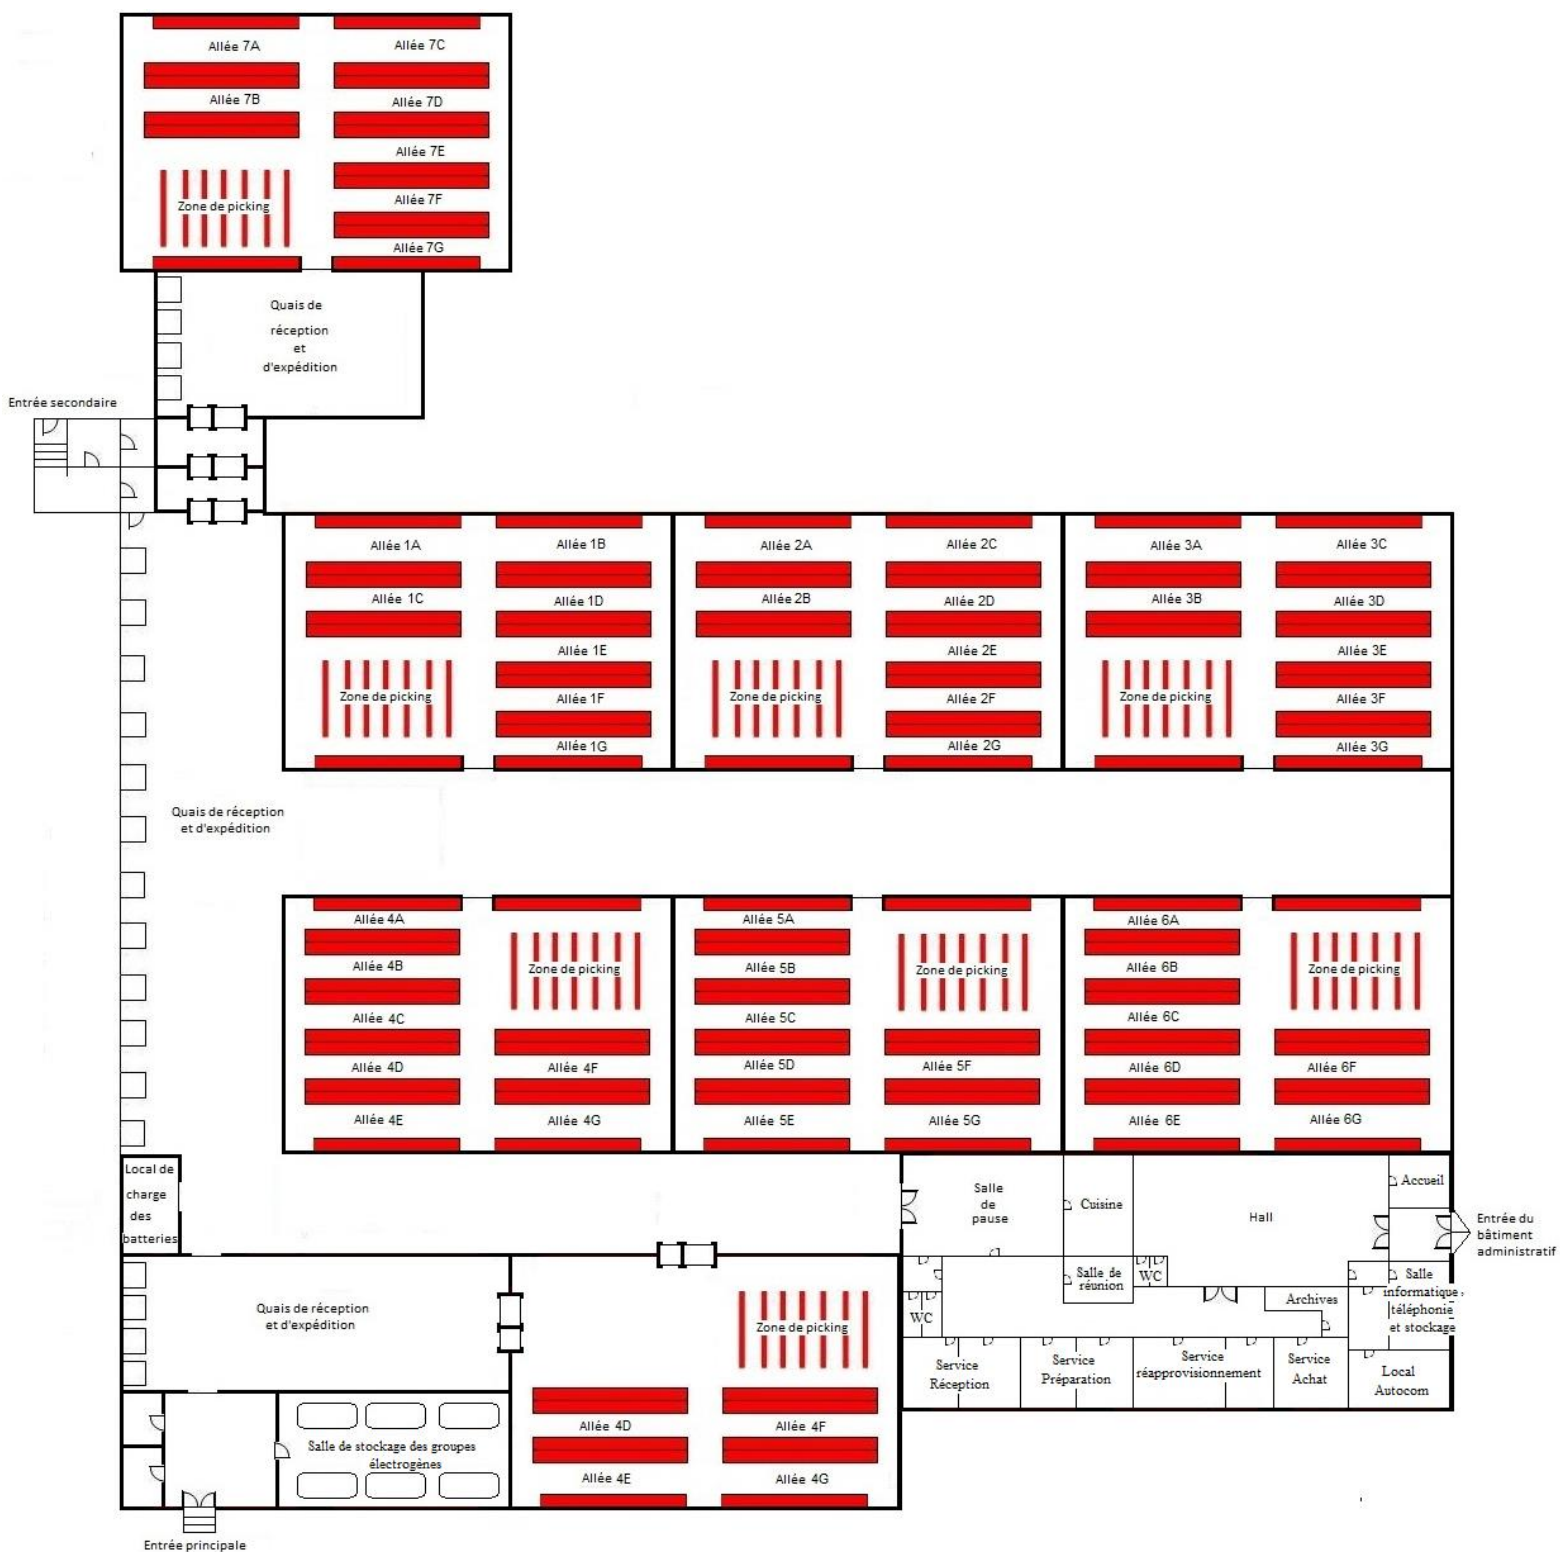 Allée 7A
Allée 7C
Allée 7B
Allée 7D
Allée 7E
Allée 7F
Zone de picking
Allée 7G
Quais de
réception
et
d'expédition
Entrée secondaire
Allée 1A
Allée 1B
Allée 2A
Allée 2C
Allée 3A
Allée 3C
Allée 1C
Allée 1D
Allée 2B
Allée 2D
Allée 3B
Allée 3D
Allée 1E
Allée 2E
Allée 3E
Zone de picking
Allée 1F
Zone de picking
Allée 2F
Zone de picking
Allée 3F
Allée 1G
Allée 2G
Allée 3G
Quais de réception
et d'expédition
Allée 4A
Allée 5A
Allée 6A
Allée 4B
Zone de picking
Allée 5B
Zone de picking
Allée 6B
Zone de picking
Allée 4C
Allée 5C
Allée 6C
Allée 4D
Allée 4F
Allée 5D
Allée 5F
Allée 6D
Allée 6F
Allée 4E
Allée 4G
Allée 5E
Allée 5G
Allée 6E
Allée 6G
Local de
charge
des
batteries
Salle
de
pause
Cuisine
Hall
Accueil
Entrée du
bâtiment
administratif
Salle de
réunion
WC
WC
Archives
Salle
informatique,
téléphonie
et stockage
Quais de réception
et d'expédition
Zone de picking
Service
Réception
Service
Préparation
Service
réapprovisionnement
Service
Achat
Local
Autocom
Allée 4D
Allée 4F
Allée 4E
Allée 4G
Salle de stockage des groupes
électrogènes
Entrée principale